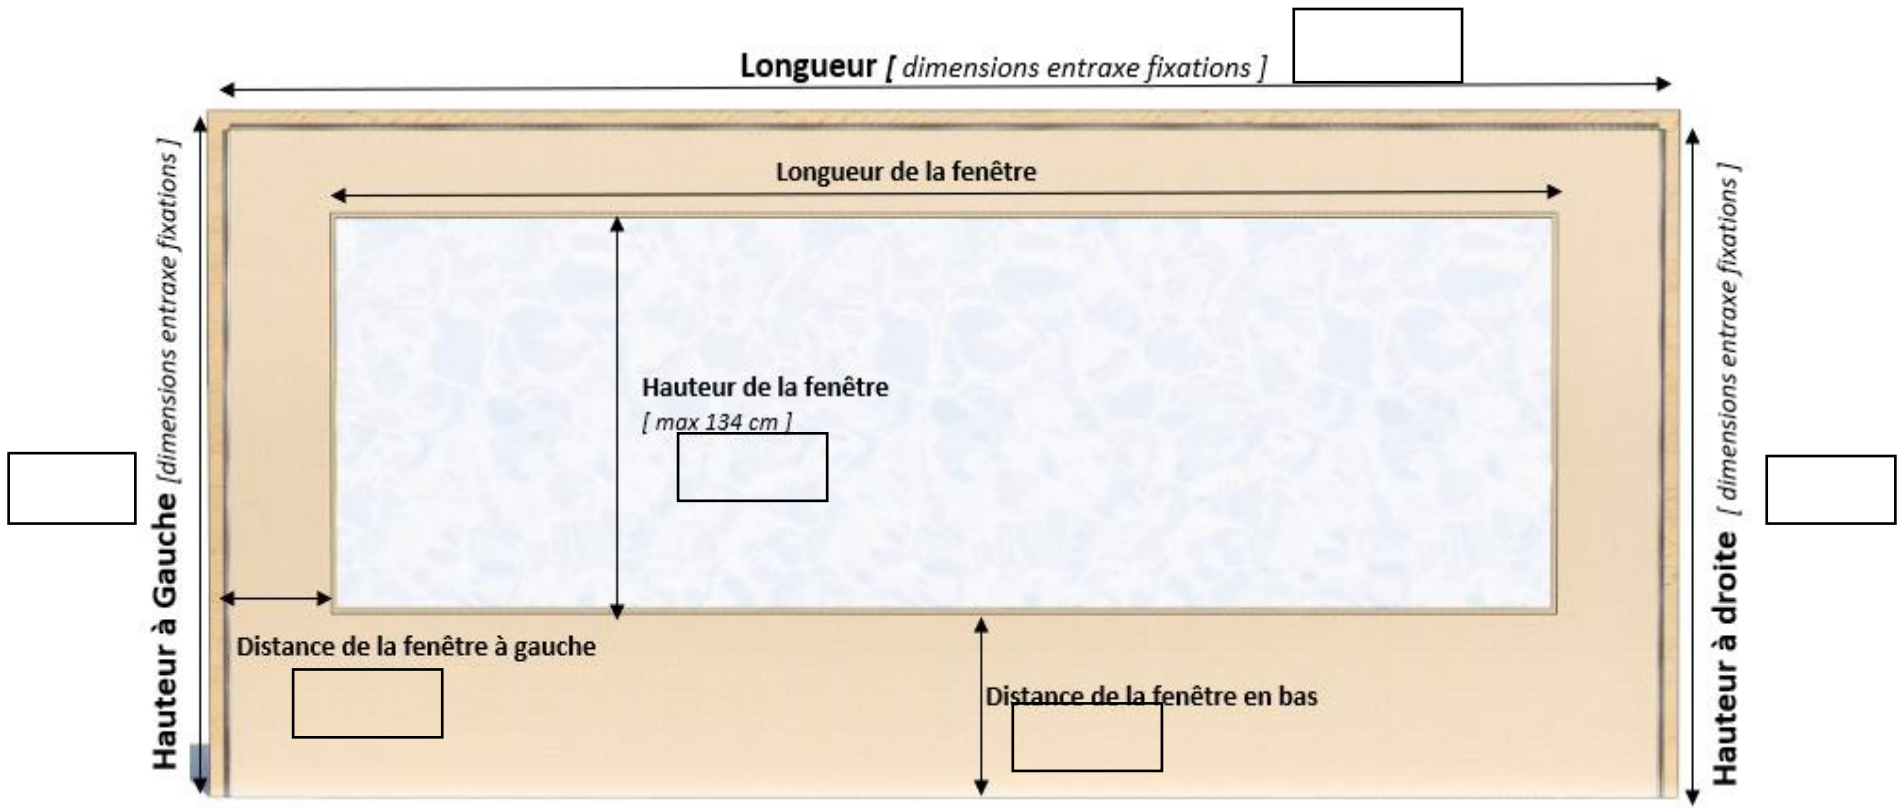 Longueur [ dimensions entraxe fixations ]
Longueur de la fenêtre
Hauteur à Gauche [dimensions entraxe fixations ]
Hauteur de la fenêtre
[ max 134 cm ]
Hauteur à droite [ dimensions entraxe fixations ]
Distance de la fenêtre à gauche
Distance de la fenêtre en bas